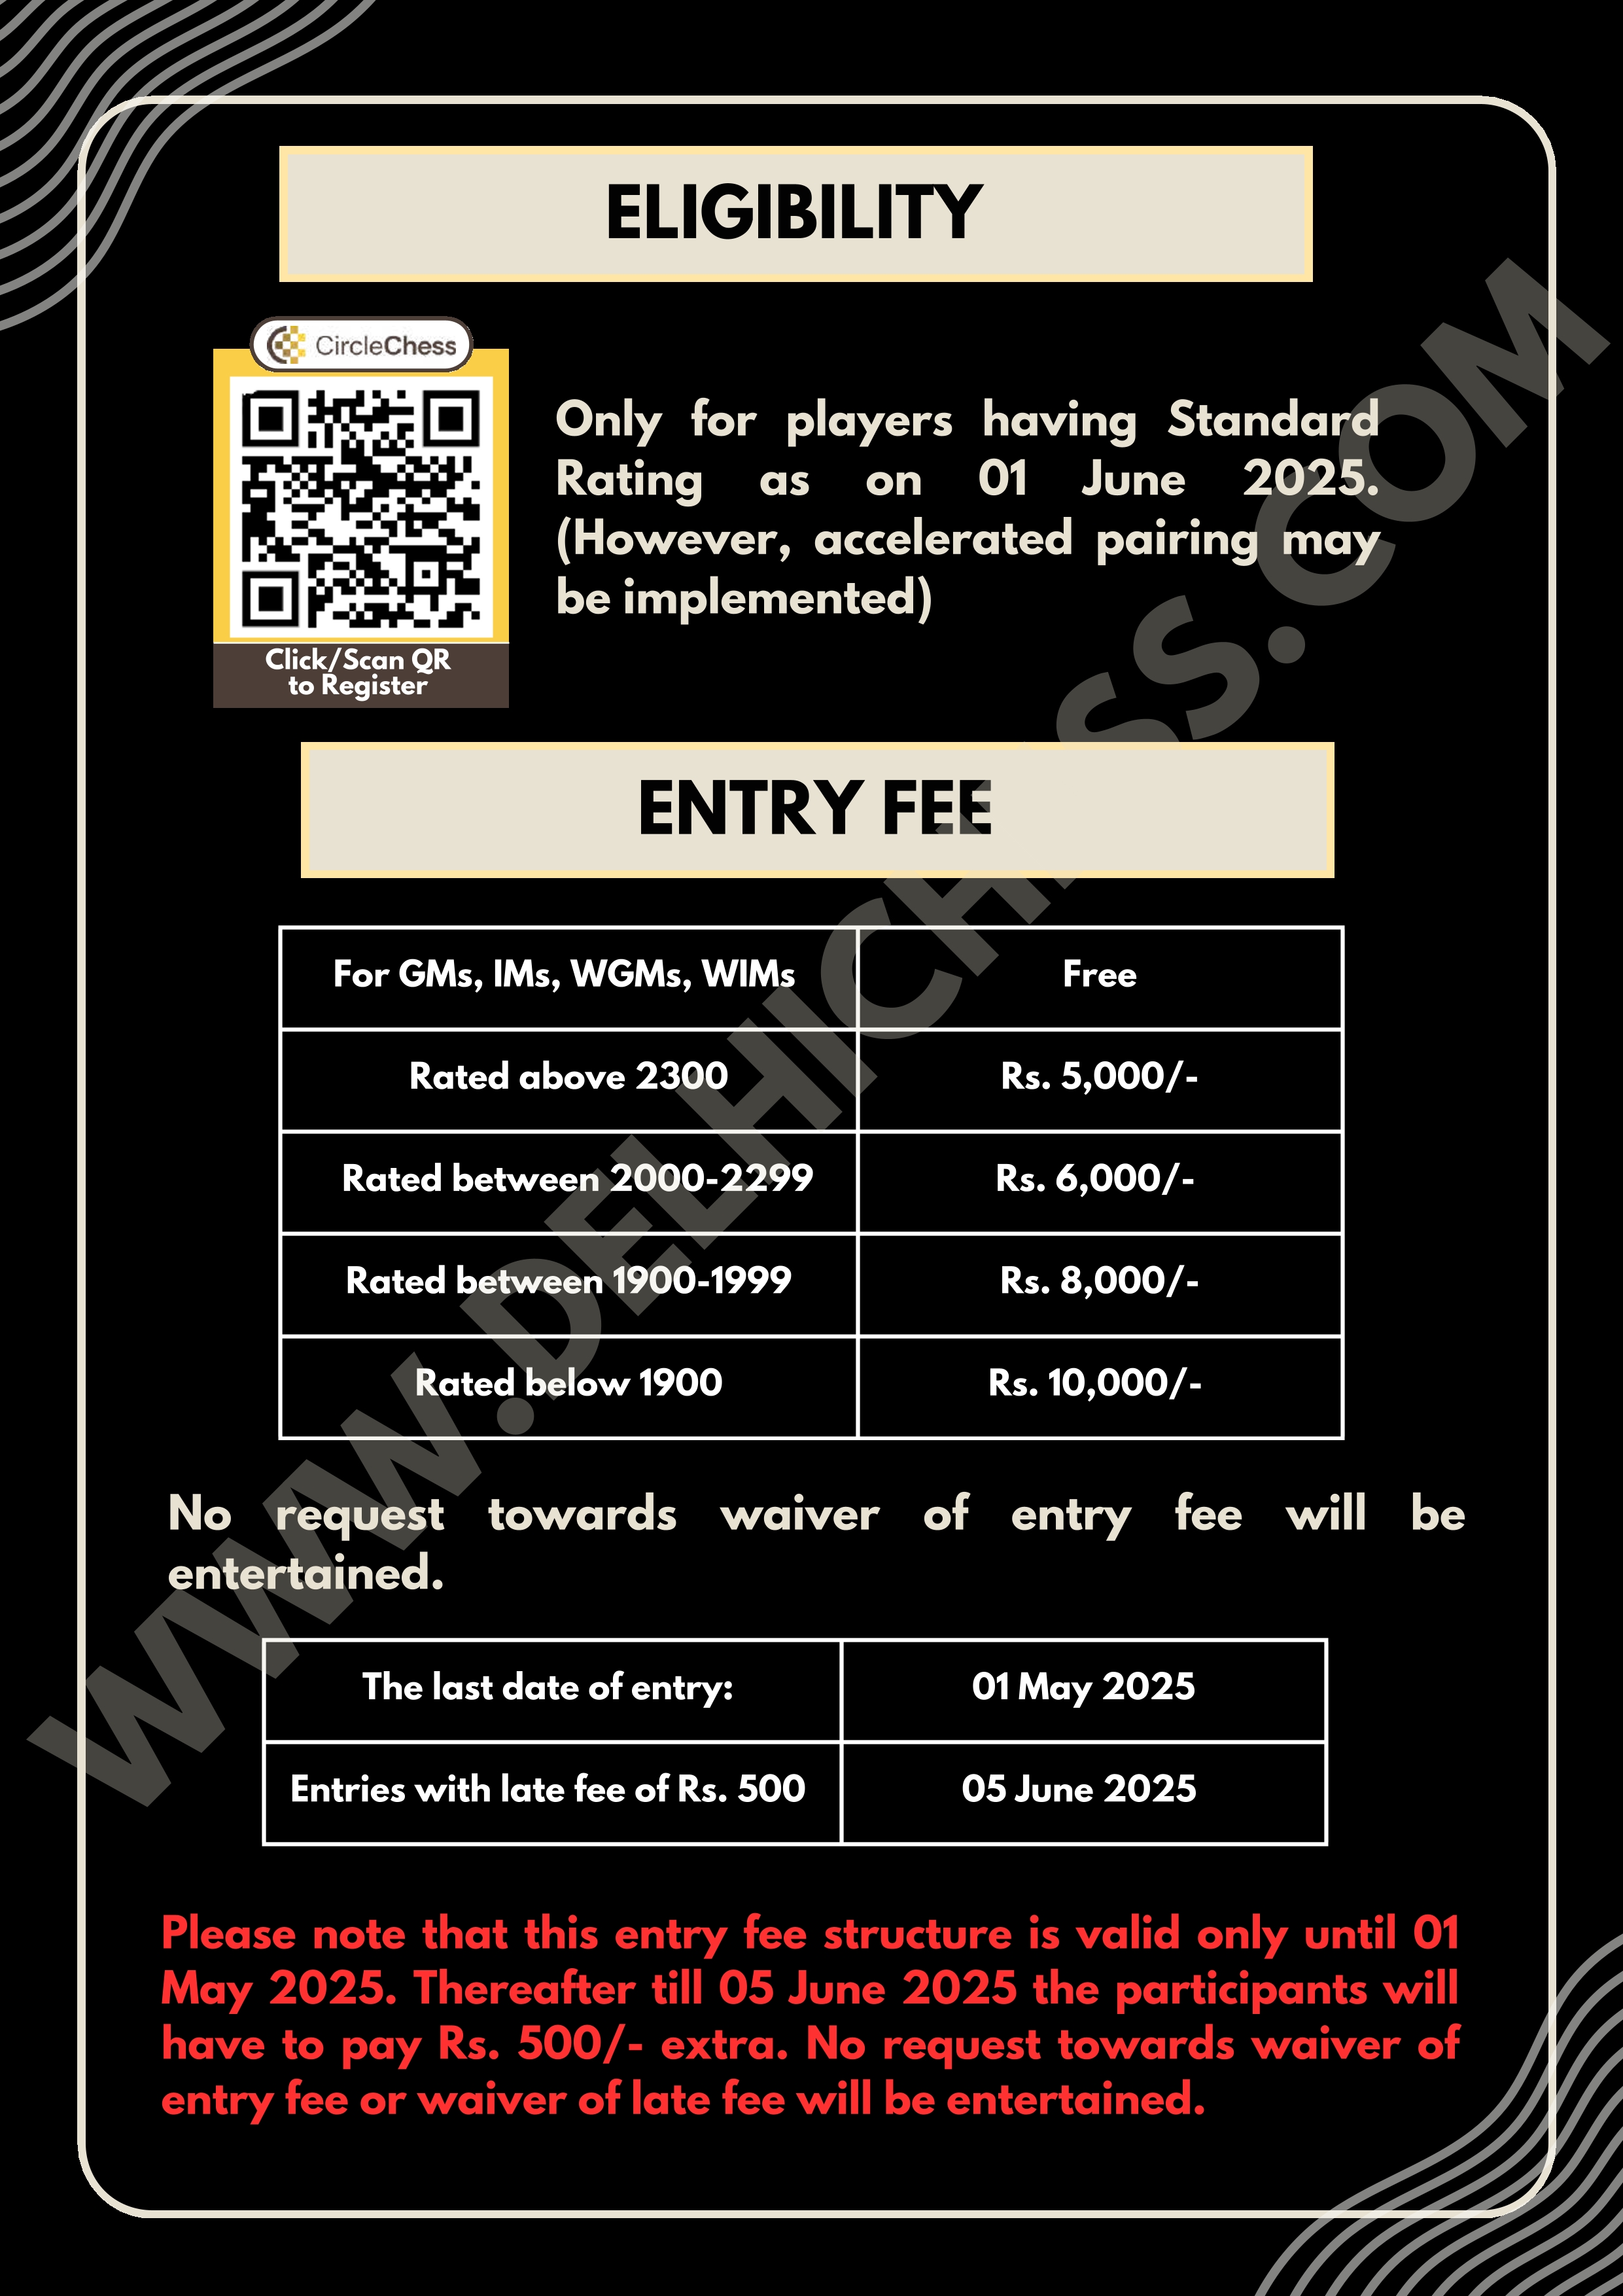 ELIGIBILITY
CircleChess
Click/Scan QR
to Register
Only for players having Standard
Rating as on 01 June 2025.
(However, accelerated pairing may
be implemented)
ENTRY FEE
For GMs, IMs, WGMs, WIMs Free
Rated above 2300 Rs. 5,000/-
Rated between 2000-2299 Rs. 6,000/-
Rated between 1900-1999 Rs. 8,000/-
Rated below 1900 Rs. 10,000/-
No request towards waiver of entry fee will be
entertained.
The last date of entry: 01 May 2025
Entries with late fee of Rs. 500 05 June 2025
Please note that this entry fee structure is valid only until 01
May 2025. Thereafter till 05 June 2025 the participants will
have to pay Rs. 500/- extra. No request towards waiver of
entry fee or waiver of late fee will be entertained.
WWW.DELHICHESS.COM